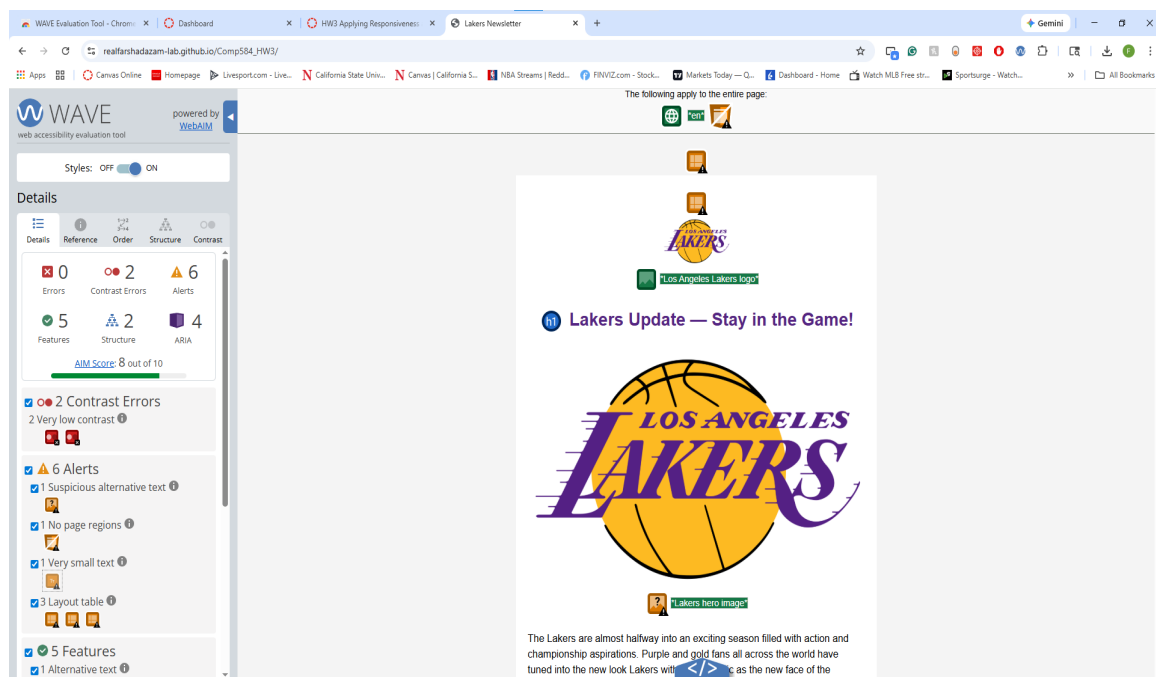 WAVE Evaluation Tool - Chrome
Dashboard
HW3 Applying Responsiveness
Lakers Newsletter
Gemini
realfarshadazam-lab.github.io/Comp584_HW3/
Apps
Canvas Online
Homepage
Livesport.com - Live...
California State Univ...
Canvas | California S...
NBA Streams | Redd...
FINVIZ.com - Stock...
Markets Today — Q...
Dashboard - Home
Watch MLB Free str...
Sportsurge - Watch...
»
All Bookmarks
WAVE
web accessibility evaluation tool
powered by
WebAIM
Styles: OFF ON
Details
Details Reference Order Structure Contrast
0 2 6
Errors Contrast Errors Alerts
5 2 4
Features Structure ARIA
AIM Score: 8 out of 10
2 Contrast Errors
2 Very low contrast
6 Alerts
1 Suspicious alternative text
1 No page regions
1 Very small text
3 Layout table
5 Features
1 Alternative text
The following apply to the entire page:
"en"
LOS ANGELES
LAKERS
"Los Angeles Lakers logo"
h1 Lakers Update — Stay in the Game!
LOS ANGELES
LAKERS
"Lakers hero image"
The Lakers are almost halfway into an exciting season filled with action and
championship aspirations. Purple and gold fans all across the world have
tuned into the new look Lakers with </> c as the new face of the